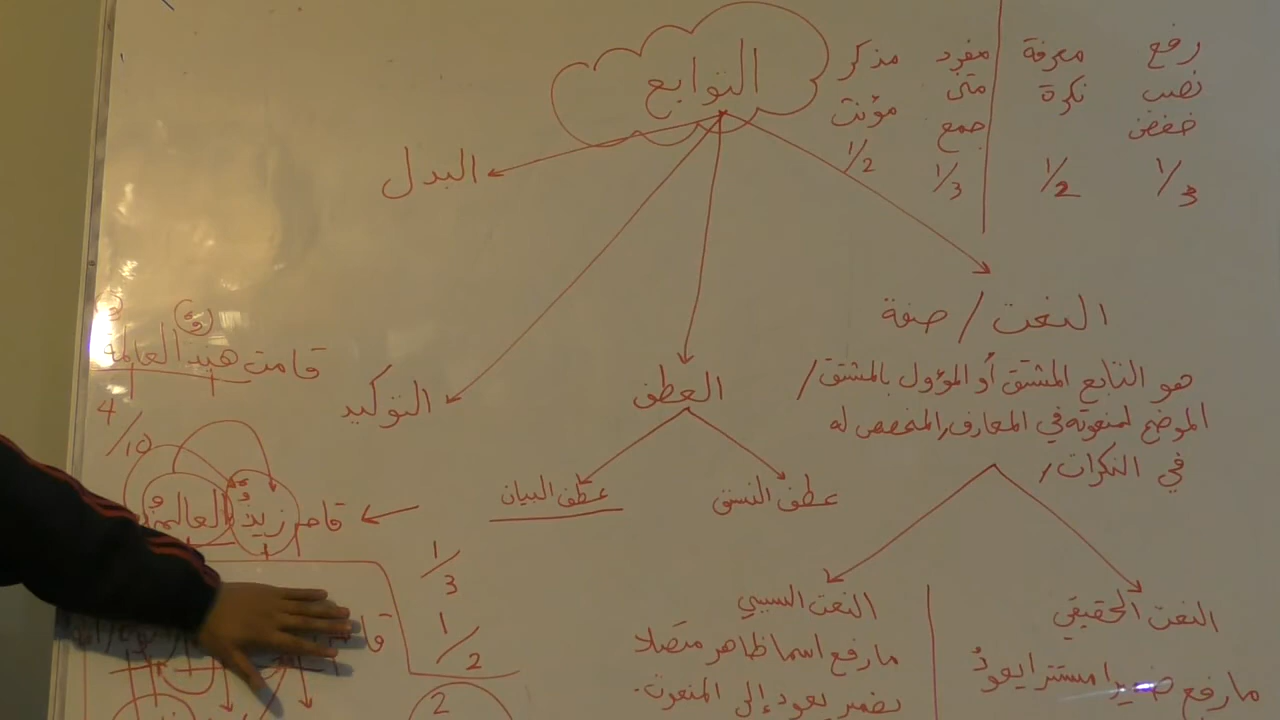 التوابع
رفع
نصب
خفض
1/3
معرفة
نكرة
1/2
مفرد
مثنى
جمع
1/3
مذكر
مؤنث
1/2
النعت / صفة
هو التابع المشتق أو المؤول بالمشتق /
الموضح لمنعوته في المعارف / المخصص له
في النكرات /
النعت الحقيقي
ما رفع ضميرا مستترا يعود
النعت السببي
ما رفع اسما ظاهر متصلا
بضمير يعود إلى المنعوت.
العطف
عطف النسق
عطف البيان
التوكيد
البدل
قامت هند العالمة
4/10
قام زيدٌ العالمُ
1/3
1/2
2